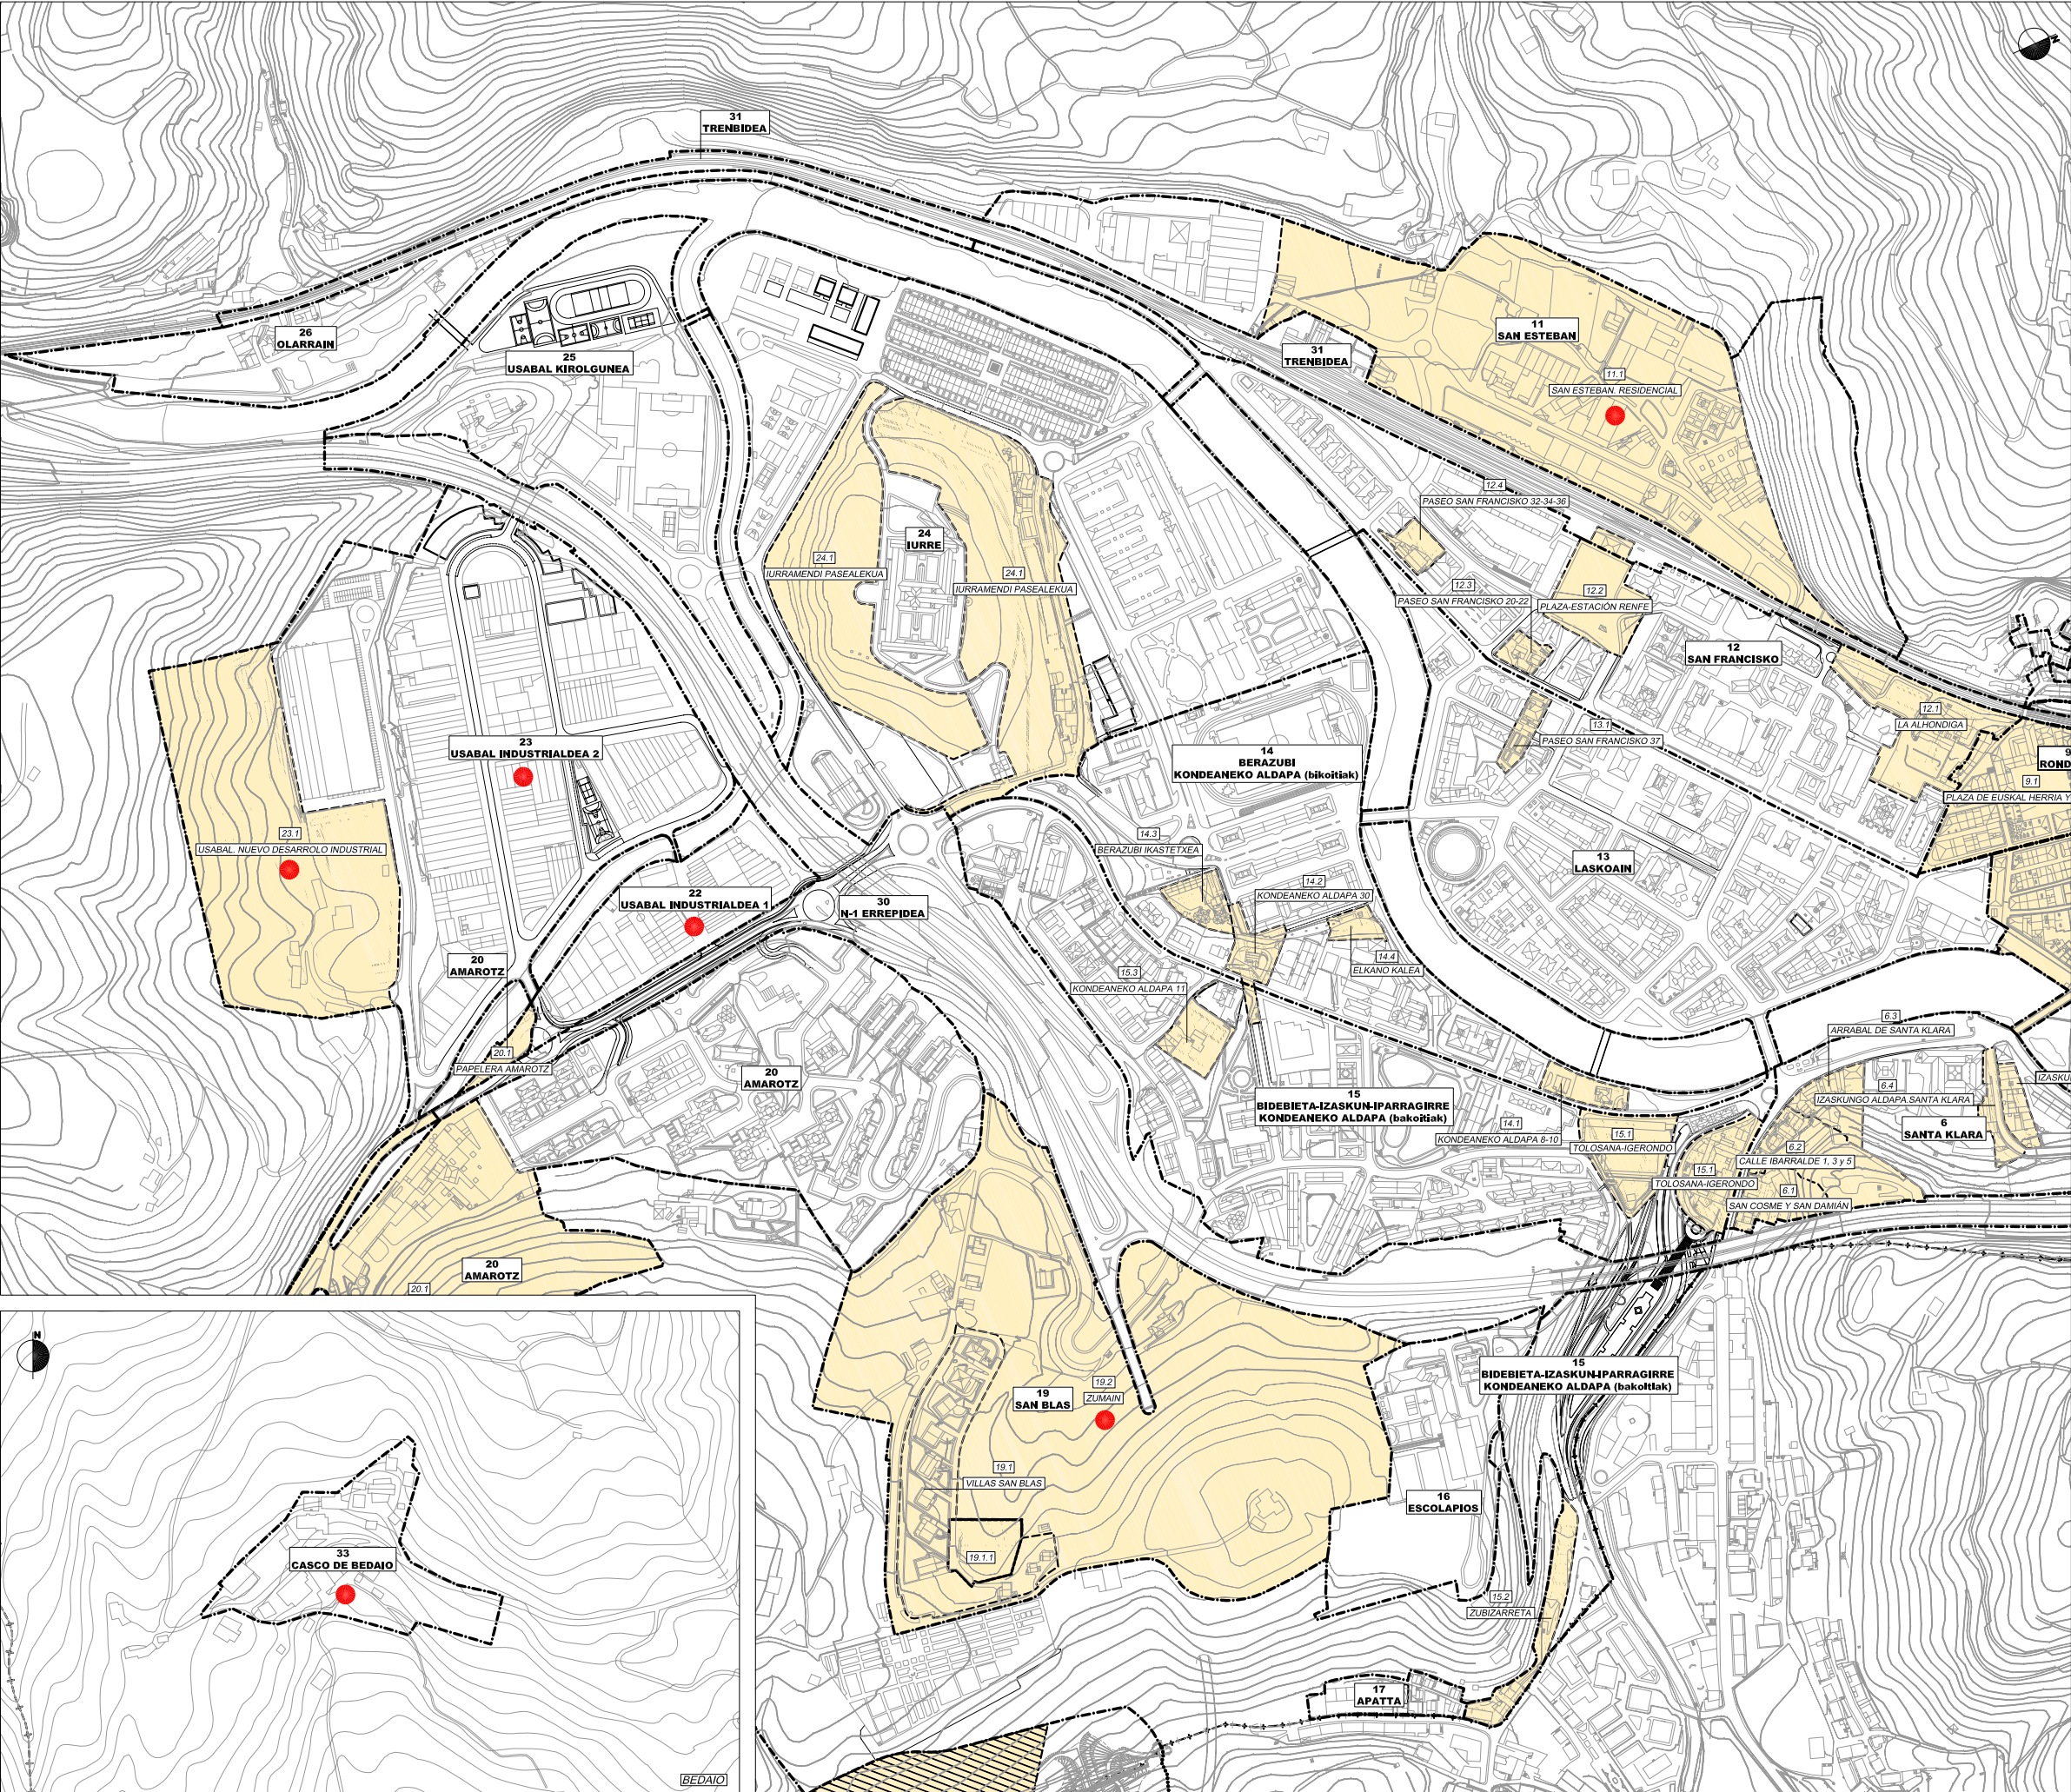 N
31
TRENBIDEA
26
OLARRAIN
25
USABAL KIROLGUNEA
31
TRENBIDEA
11
SAN ESTEBAN
11.1
SAN ESTEBAN. RESIDENCIAL
12.4
PASEO SAN FRANCISKO 32-34-36
24
IURRE
24.1
IURRAMENDI PASEALEKUA
24.1
IURRAMENDI PASEALEKUA
12.3
PASEO SAN FRANCISKO 20-22
12.2
PLAZA-ESTACIÓN RENFE
12
SAN FRANCISKO
12.1
LA ALHONDIGA
13.1
PASEO SAN FRANCISKO 37
9
ROND
9.1
PLAZA DE EUSKAL HERRIA Y
23
USABAL INDUSTRIALDEA 2
14
BERAZUBI
KONDEANEKO ALDAPA (bikoitiak)
23.1
USABAL. NUEVO DESARROLO INDUSTRIAL
14.3
BERAZUBI IKASTETXEA
13
LASKOAIN
22
USABAL INDUSTRIALDEA 1
30
N-1 ERREPIDEA
14.2
KONDEANEKO ALDAPA 30
14.4
ELKANO KALEA
20
AMAROTZ
15.3
KONDEANEKO ALDAPA 11
6.3
ARRABAL DE SANTA KLARA
20.1
PAPELERA AMAROTZ
20
AMAROTZ
6.4
IZASKUNGO ALDAPA.SANTA KLARA
IZASKU
15
BIDEBIETA-IZASKUN-IPARRAGIRRE
KONDEANEKO ALDAPA (bakoitiak)
14.1
KONDEANEKO ALDAPA 8-10
15.1
TOLOSANA-IGERONDO
6
SANTA KLARA
6.2
CALLE IBARRALDE 1, 3 y 5
15.1
TOLOSANA-IGERONDO
6.1
SAN COSME Y SAN DAMIÁN
20
AMAROTZ
20.1
N
19
SAN BLAS
19.2
ZUMAIN
15
BIDEBIETA-IZASKUN-IPARRAGIRRE
KONDEANEKO ALDAPA (bakoitiak)
19.1
VILLAS SAN BLAS
16
ESCOLAPIOS
19.1.1
33
CASCO DE BEDAIO
15.2
ZUBIZARRETA
17
APATTA
BEDAIO